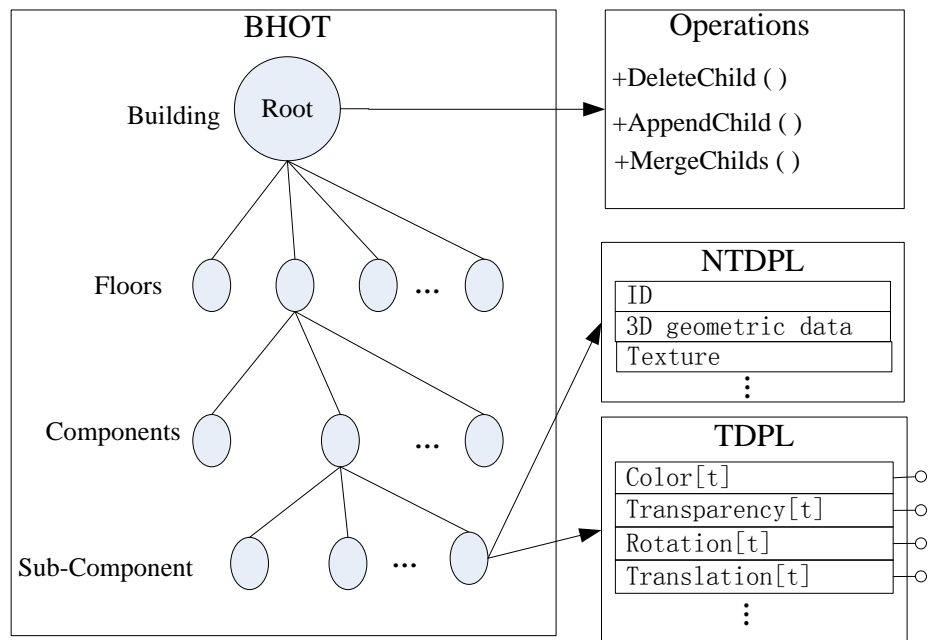 BHOT
Building
Root
Floors
...
Components
...
Sub-Component
...
Operations
+DeleteChild ( )
+AppendChild ( )
+MergeChilds ( )
NTDPL
ID
3D geometric data
Texture
...
TDPL
Color[t]
Transparency[t]
Rotation[t]
Translation[t]
...